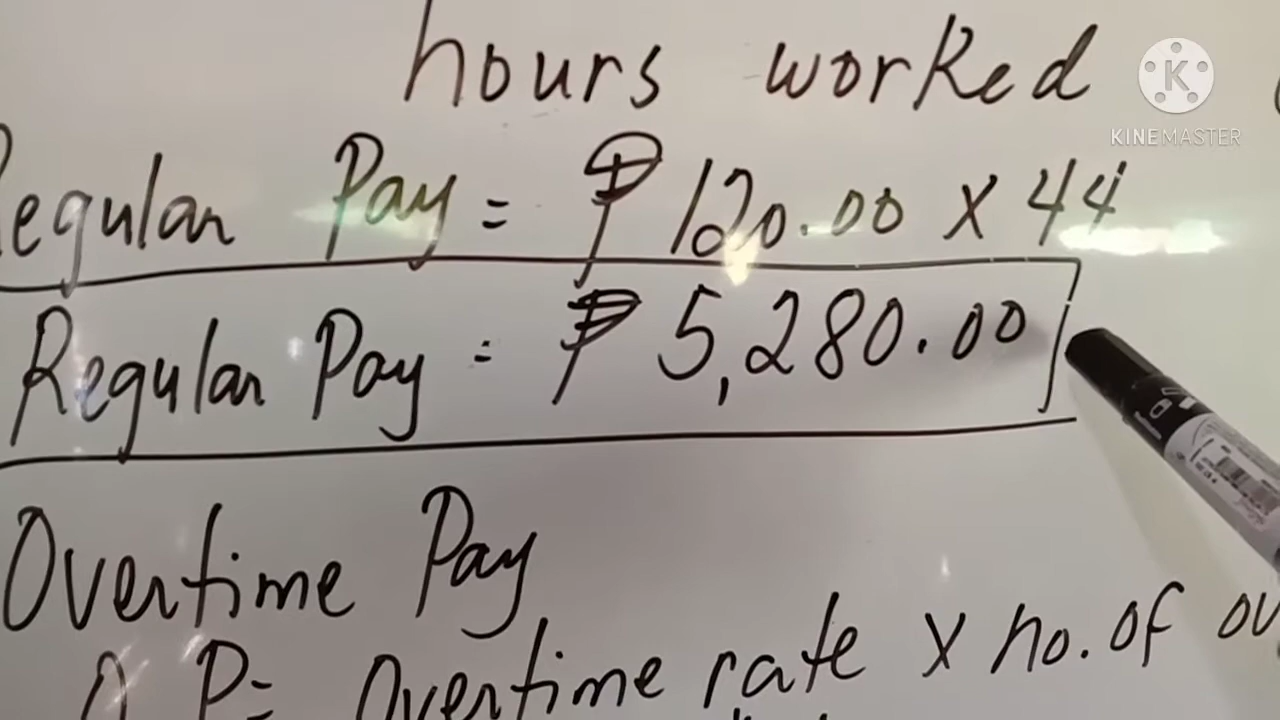 hours worked
K
KINEMASTER
Regular Pay = ₱120.00 x 44
Regular Pay = ₱ 5,280.00
Overtime Pay
O.P= Overtime rate x no. of